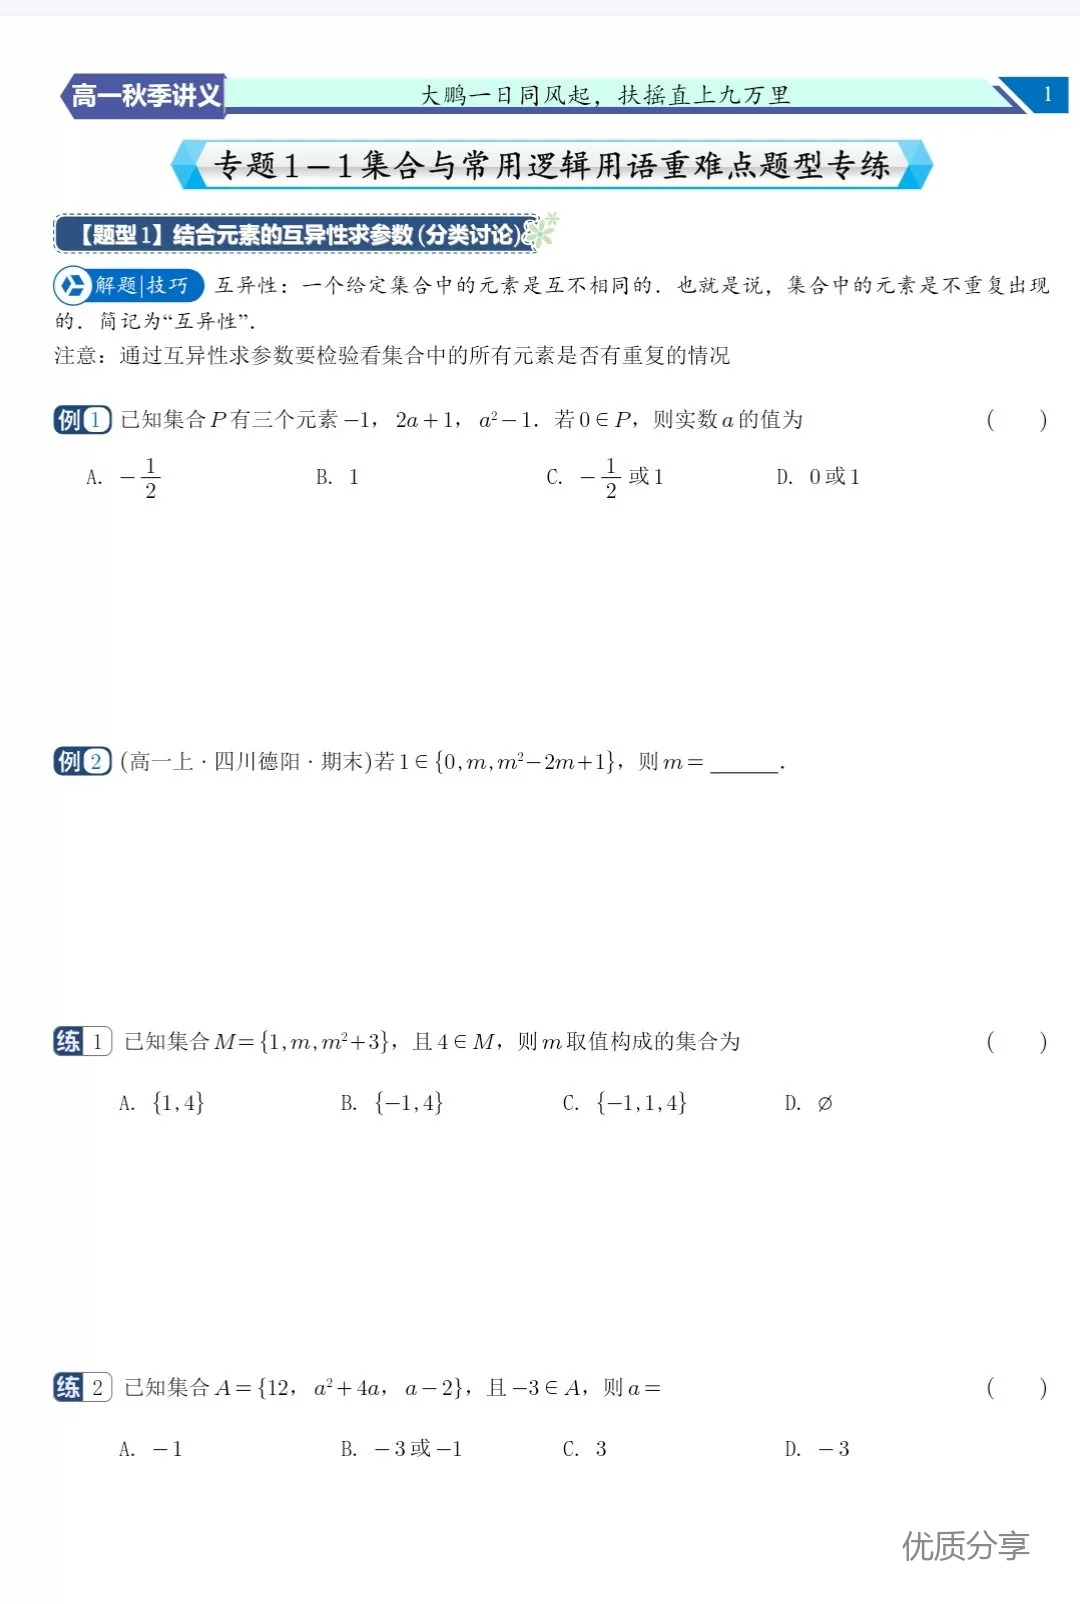 高一秋季讲义 大鹏一日同风起，扶摇直上九万里 1
专题1-1集合与常用逻辑用语重难点题型专练
【题型1】结合元素的互异性求参数(分类讨论)
解题|技巧 互异性：一个给定集合中的元素是互不相同的．也就是说，集合中的元素是不重复出现
的．简记为“互异性”．
注意：通过互异性求参数要检验看集合中的所有元素是否有重复的情况
例1 已知集合P有三个元素−1，2a+1，a²−1．若0∈P，则实数a的值为 ( )
A. −1/2 B. 1 C. −1/2或1 D. 0或1
例2 (高一上·四川德阳·期末)若1∈{0,m,m²−2m+1}，则m=______．
练1 已知集合M={1,m,m²+3}，且4∈M，则m取值构成的集合为 ( )
A. {1,4} B. {−1,4} C. {−1,1,4} D. ∅
练2 已知集合A={12，a²+4a，a−2}，且−3∈A，则a= ( )
A. −1 B. −3或−1 C. 3 D. −3
优质分享